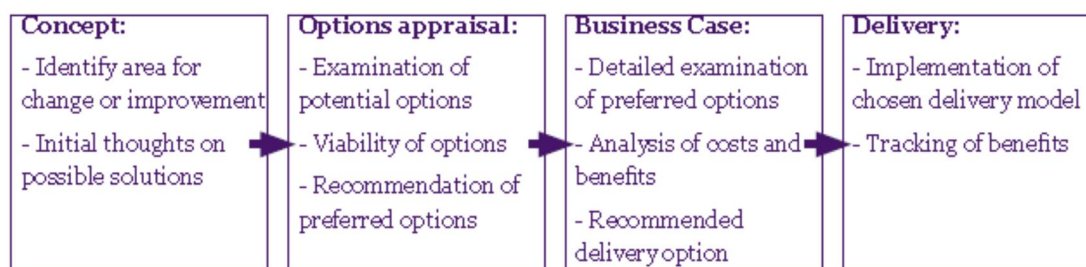 Concept:
- Identify area for
change or improvement
- Initial thoughts on
possible solutions
Options appraisal:
- Examination of
potential options
- Viability of options
- Recommendation of
preferred options
Business Case:
- Detailed examination
of preferred options
- Analysis of costs and
benefits
- Recommended
delivery option
Delivery:
- Implementation of
chosen delivery model
- Tracking of benefits